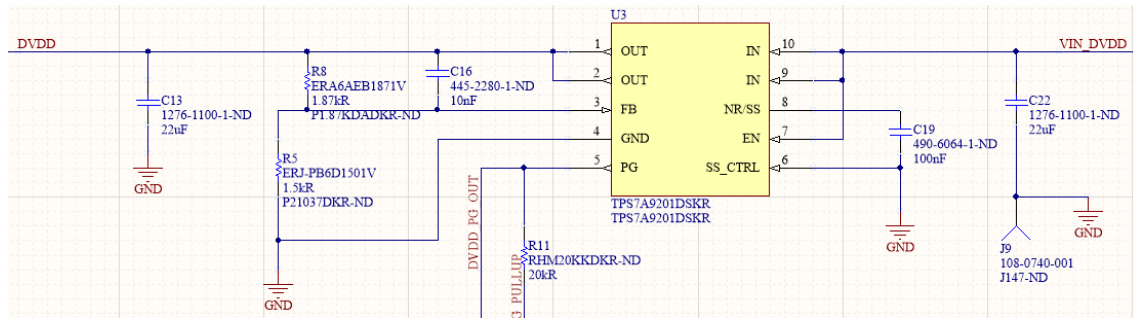 U3
DVDD
1
OUT
IN
10
VIN_DVDD
2
OUT
IN
9
R8
ERA6AEB1871V
1.87kR
P1.87KDADKR-ND
C16
445-2280-1-ND
10nF
C13
1276-1100-1-ND
22uF
3
FB
NR/SS
8
C22
1276-1100-1-ND
22uF
4
GND
EN
7
C19
490-6064-1-ND
100nF
5
PG
SS_CTRL
6
R5
ERJ-PB6D1501V
1.5kR
P21037DKR-ND
GND
TPS7A9201DSKR
TPS7A9201DSKR
DVDD_PG_OUT
R11
RHM20KKDKR-ND
20kR
G_PULLUP
GND
GND
J9
108-0740-001
J147-ND
GND